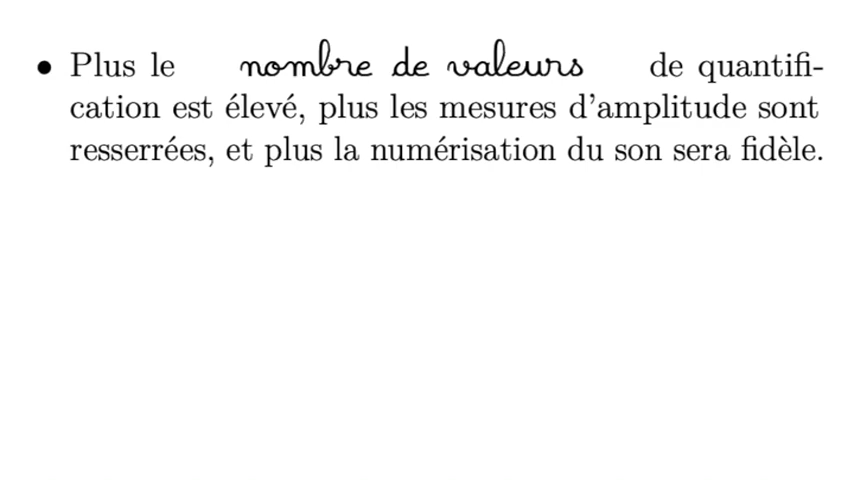 • Plus le nombre de valeurs de quantifi-
cation est élevé, plus les mesures d'amplitude sont
resserrées, et plus la numérisation du son sera fidèle.